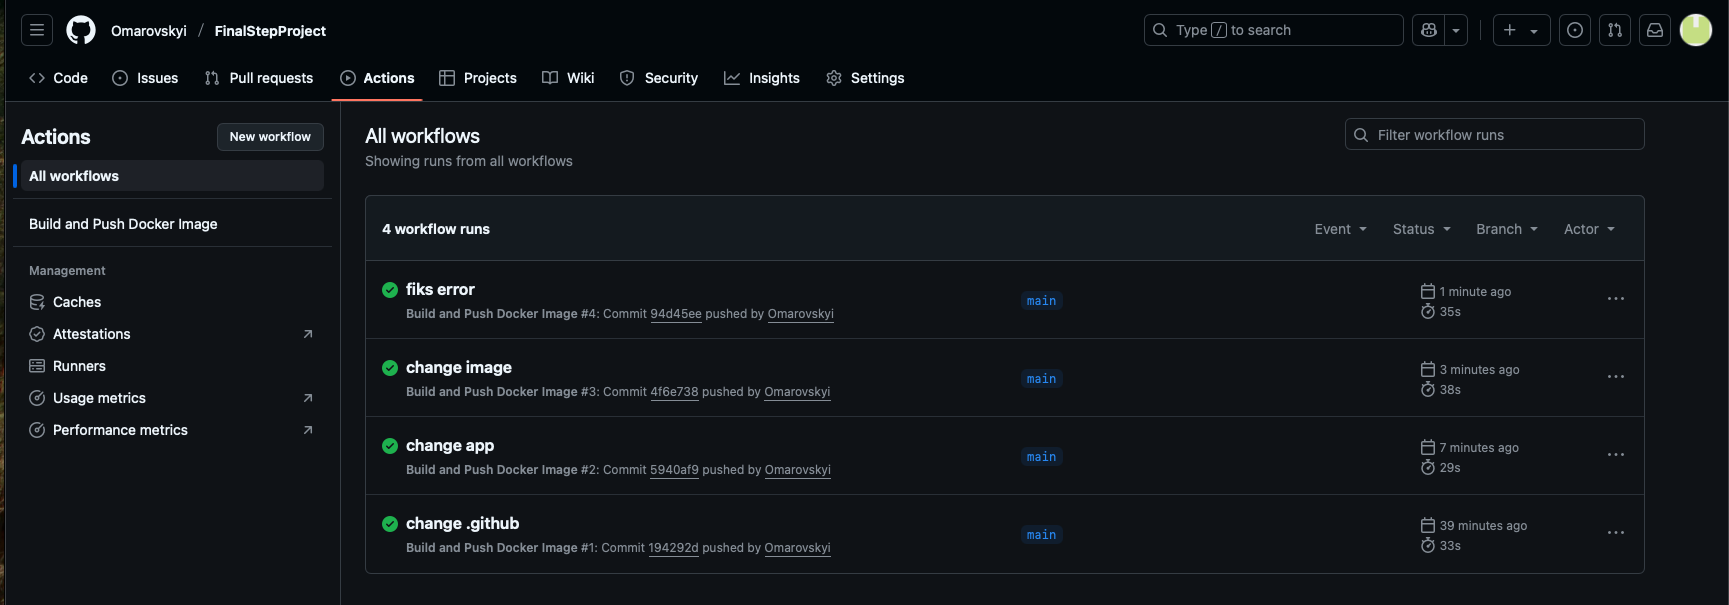 Omarovskyi / FinalStepProject
Type / to search
Code Issues Pull requests Actions Projects Wiki Security Insights Settings
Actions
New workflow
All workflows
Build and Push Docker Image
Management
Caches
Attestations
Runners
Usage metrics
Performance metrics
All workflows
Showing runs from all workflows
Filter workflow runs
4 workflow runs
Event Status Branch Actor
fiks error
Build and Push Docker Image #4: Commit 94d45ee pushed by Omarovskyi
main
1 minute ago
35s
change image
Build and Push Docker Image #3: Commit 4f6e738 pushed by Omarovskyi
main
3 minutes ago
38s
change app
Build and Push Docker Image #2: Commit 5940af9 pushed by Omarovskyi
main
7 minutes ago
29s
change .github
Build and Push Docker Image #1: Commit 194292d pushed by Omarovskyi
main
39 minutes ago
33s